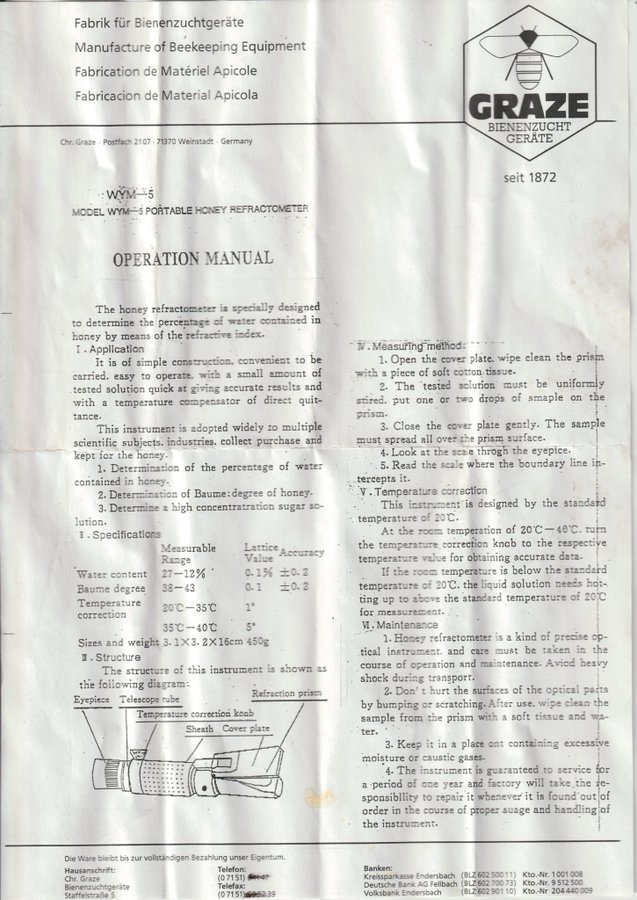 Fabrik für Bienenzuchtgeräte
Manufacture of Beekeeping Equipment
Fabrication de Matériel Apicole
Fabricacion de Material Apicola
GRAZE
BIENENZUCHT
GERÄTE
seit 1872
Chr. Graze · Postfach 2107 · 71370 Weinstadt · Germany
WYM—5
MODEL WYM—5 PORTABLE HONEY REFRACTOMETER
OPERATION MANUAL
The honey refractometer is specially designed
to determine the percentage of water contained in
honey by means of the refractive index.
Ⅰ. Application
It is of simple construction, convenient to be
carried, easy to operate, with a small amount of
tested solution quick at giving accurate results and
with a temperature compensator of direct quit-
tance.
This instrument is adopted widely to multiple
scientific subjects, industries, collect purchase and
kept for the honey.
1. Determination of the percentage of water
contained in honey.
2. Determination of Baume degree of honey.
3. Determine a high concentratration sugar so-
lution.
Ⅱ. Specifications
Measurable Range Lattice Value Accuracy
Water content 27—12% 0.1% ±0.2
Baume degree 38—43 0.1 ±0.2
Temperature correction 20℃—35℃ 1°
35℃—40℃ 5°
Sizes and weight 3.1×3.2×16cm 450g
Ⅲ. Structure
The structure of this instrument is shown as
the following diagram:
Eyepiece Telescope tube Refraction prism
Temperature correction konb
Sheath Cover plate
Ⅳ. Measuring method:
1. Open the cover plate, wipe clean the prism
with a piece of soft cotton tissue.
2. The tested solution must be uniformly
stired, put one or two drops of smaple on the
prism.
3. Close the cover plate gently. The sample
must spread all over the prism surface.
4. Look at the scale throgh the eyepice.
5. Read the scale where the boundary line in-
tercepts it.
Ⅴ. Temperature correction
This instrument is designed by the standard
temperature of 20℃.
At the room temperation of 20℃—40℃, turn
the temperature correction knob to the respective
temperature value for obtaining accurate data.
If the room temperature is below the standard
temperature of 20℃, the liquid solution needs hot-
ting up to above the standard temperature of 20℃
for measurement.
Ⅵ. Maintenance
1. Honey refractometer is a kind of precise op-
tical instrument, and care must be taken in the
course of operation and maintenance. Aviod heavy
shock during transport.
2. Don't hurt the surfaces of the optical parts
by bumping or scratching. After use, wipe clean the
sample from the prism with a soft tissue and wa-
ter.
3. Keep it in a place ont containing excessive
moisture or caustic gases.
4. The instrument is guaranteed to service for
a period of one year and factory will take the re-
sponsibility to repair it whenever it is found out of
order in the course of proper suage and handling of
the instrument.
Die Ware bleibt bis zur vollständigen Bezahlung unser Eigentum.
Hausanschrift:
Chr. Graze
Bienenzuchtgeräte
Staffelstraße 5
Telefon:
(0 71 51)
Telefax:
(0 71 51) 92 39
Banken:
Kreissparkasse Endersbach (BLZ 602 500 11) Kto.-Nr. 1 001 008
Deutsche Bank AG Fellbach (BLZ 602 700 73) Kto.-Nr. 9 512 500
Volksbank Endersbach (BLZ 602 901 10) Kto.-Nr. 204 440 009